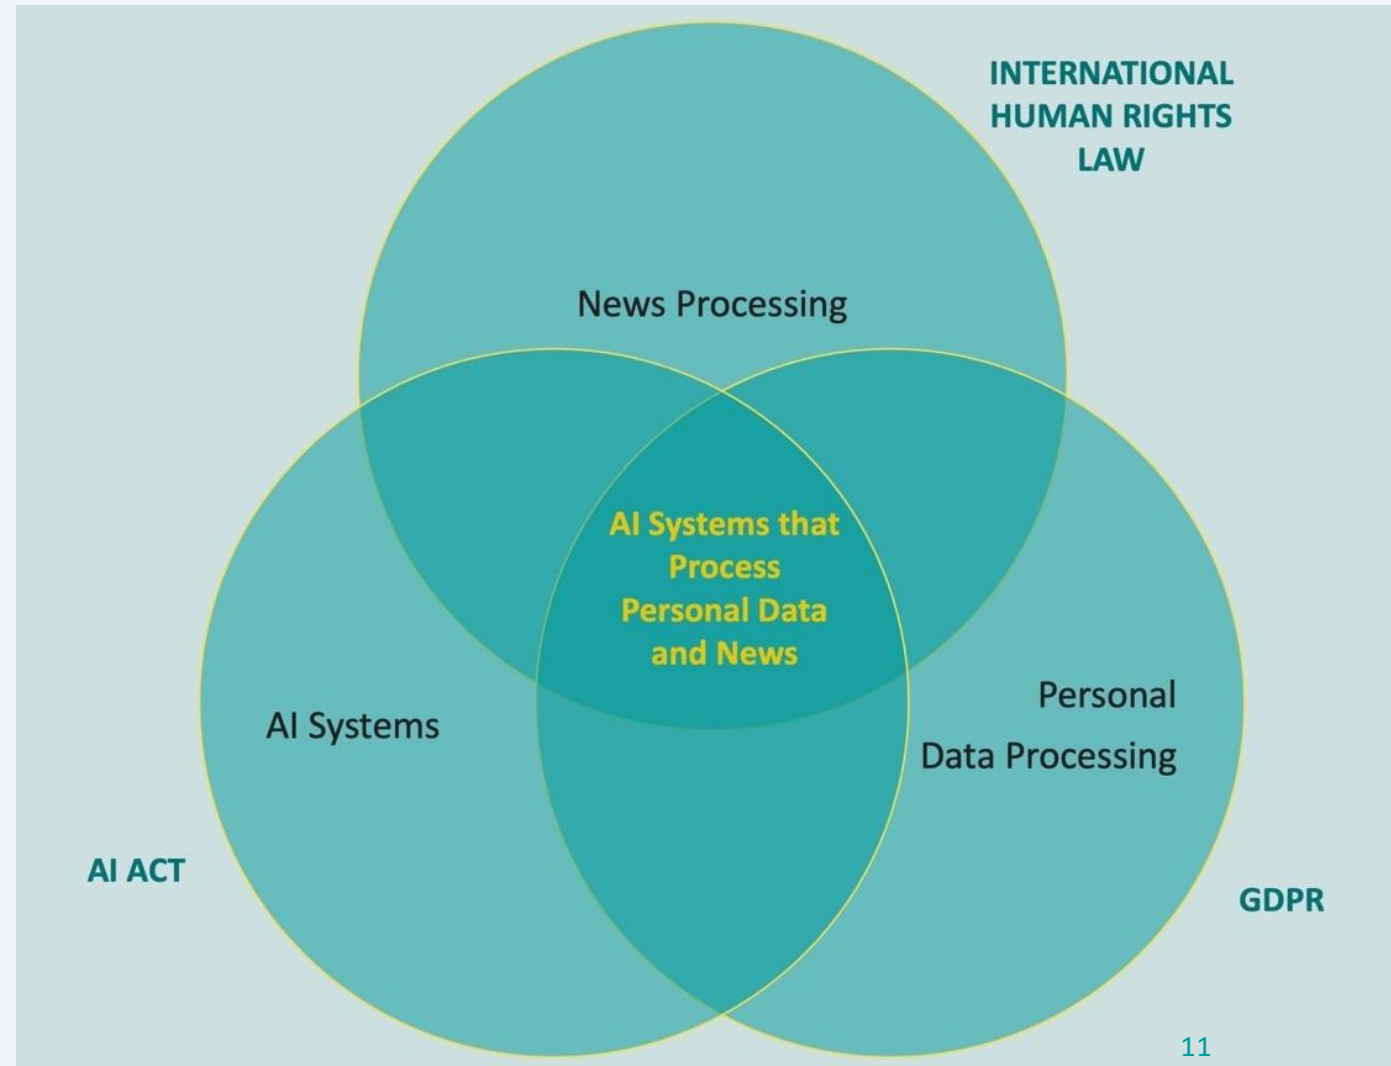 INTERNATIONAL
HUMAN RIGHTS
LAW
News Processing
AI Systems that
Process
Personal Data
and News
AI Systems
Personal
Data Processing
AI ACT
GDPR
11